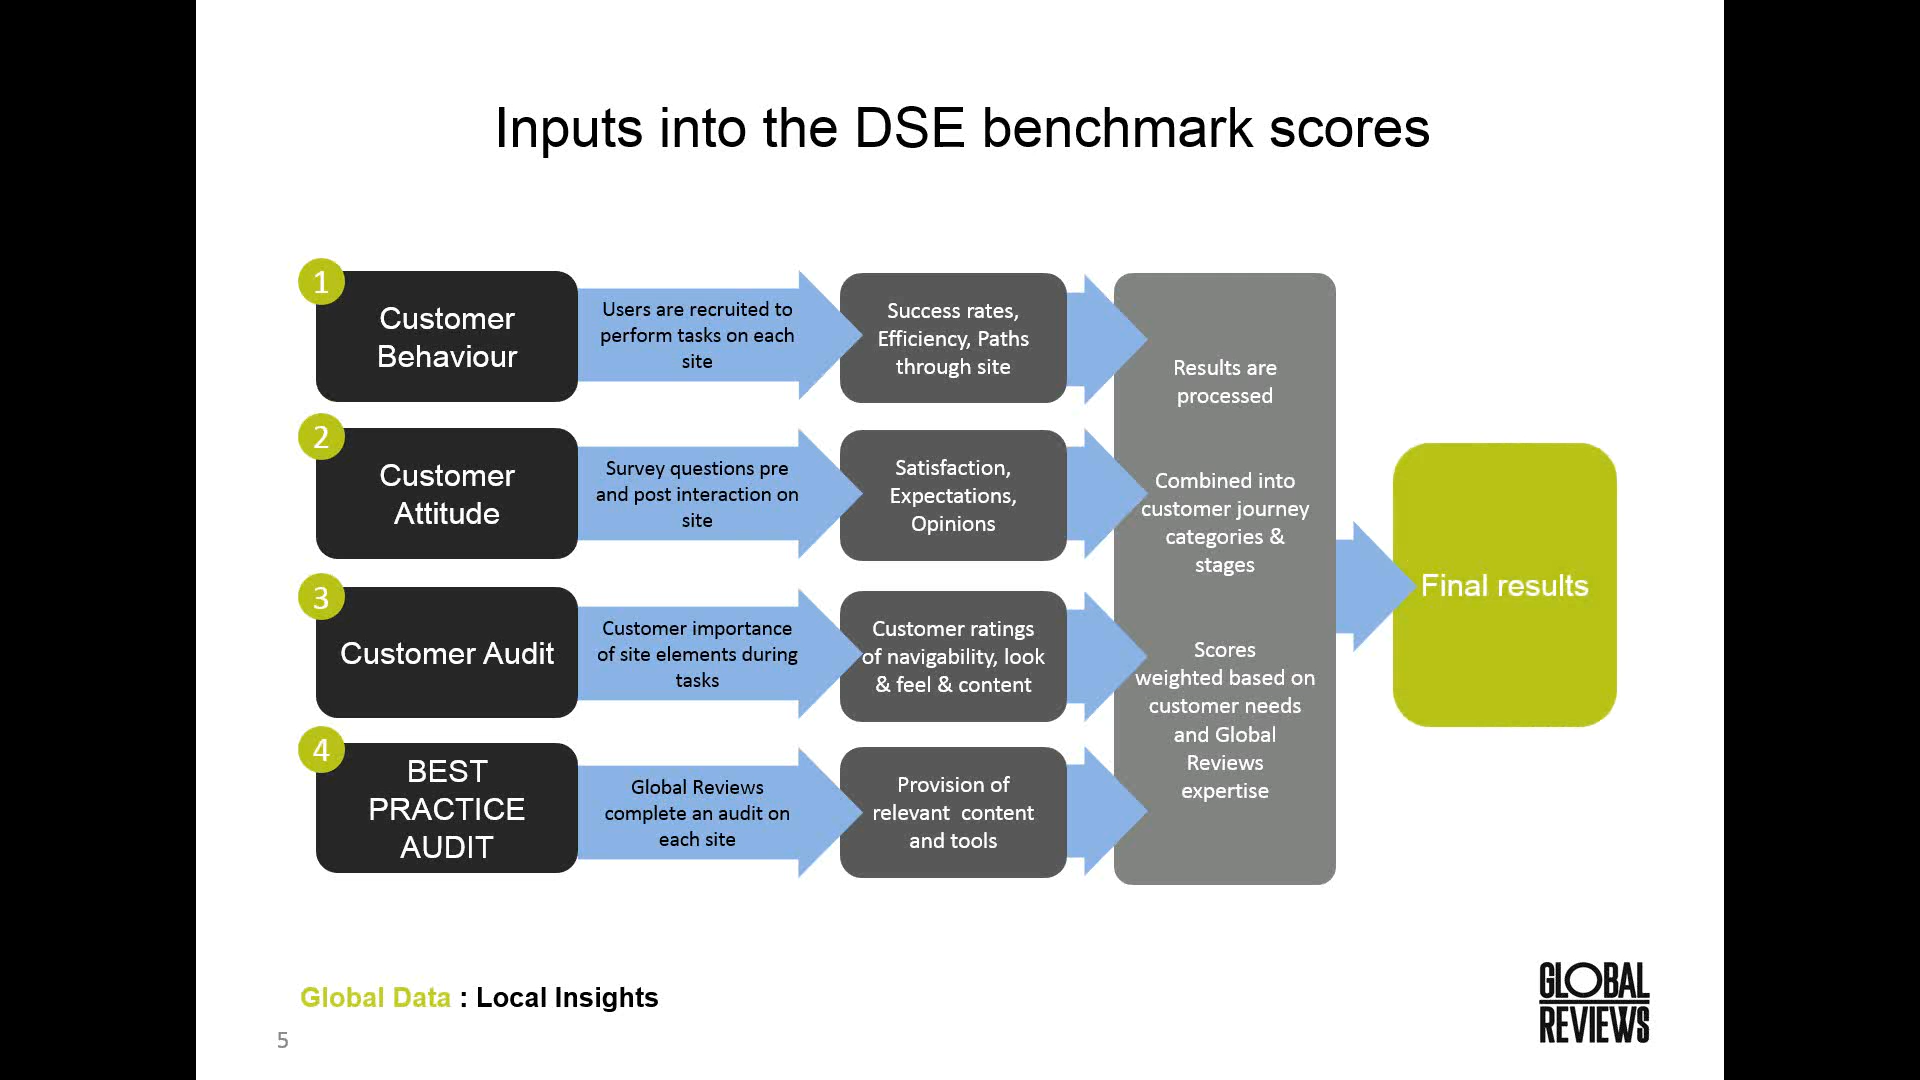 Inputs into the DSE benchmark scores
1
Customer
Behaviour
Users are recruited to
perform tasks on each
site
Success rates,
Efficiency, Paths
through site
2
Customer
Attitude
Survey questions pre
and post interaction on
site
Satisfaction,
Expectations,
Opinions
3
Customer Audit
Customer importance
of site elements during
tasks
Customer ratings
of navigability, look
& feel & content
4
BEST
PRACTICE
AUDIT
Global Reviews
complete an audit on
each site
Provision of
relevant content
and tools
Results are
processed
Combined into
customer journey
categories &
stages
Scores
weighted based on
customer needs
and Global
Reviews
expertise
Final results
Global Data : Local Insights
5
GLOBAL
REVIEWS